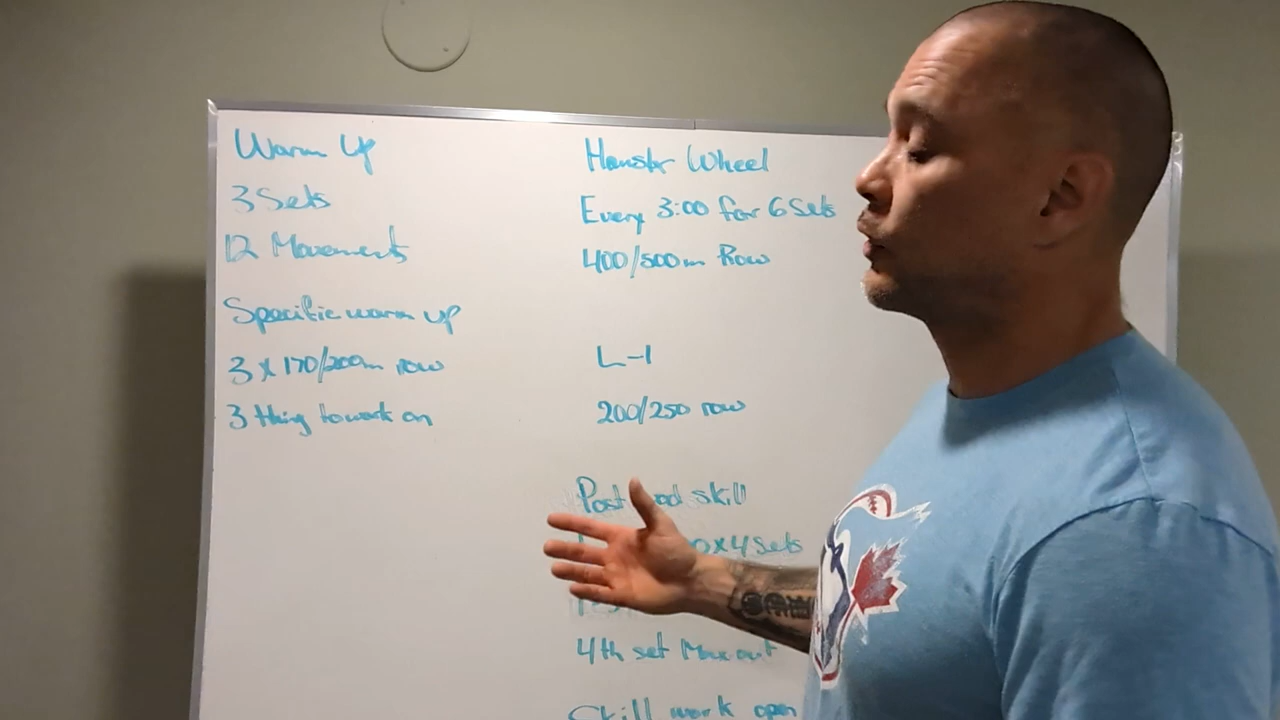 Warm Up
3 Sets
12 Movements
Specific warm up
3 x 170/200m row
3 thing to work on
Hamster Wheel
Every 3:00 for 6 Sets
400/500m Row
L-1
200/250 row
Post skill
x 4 Sets
4th set Max out
Skill work open